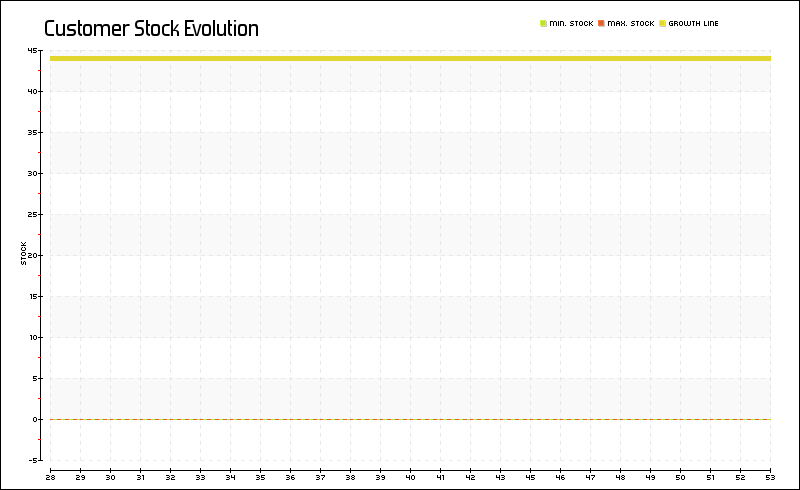 Customer Stock Evolution
MIN. STOCK MAX. STOCK GROWTH LINE
45
40
35
30
25
20
15
10
5
0
-5
STOCK
28 29 30 31 32 33 34 35 36 37 38 39 40 41 42 43 45 46 47 48 49 50 51 52 53